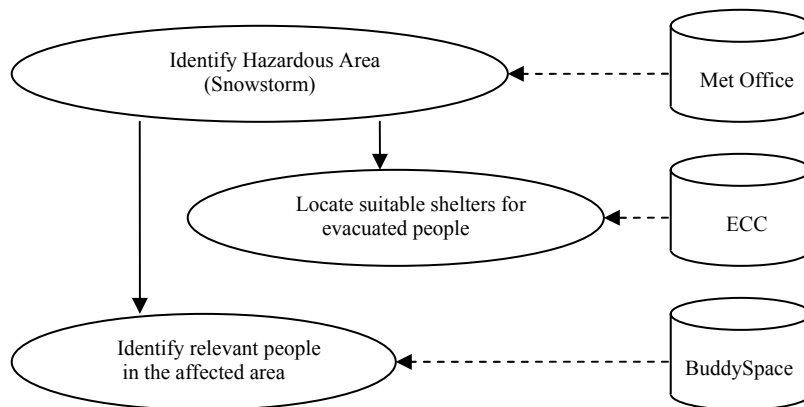 Identify Hazardous Area
(Snowstorm)
Met Office
Locate suitable shelters for
evacuated people
ECC
Identify relevant people
in the affected area
BuddySpace